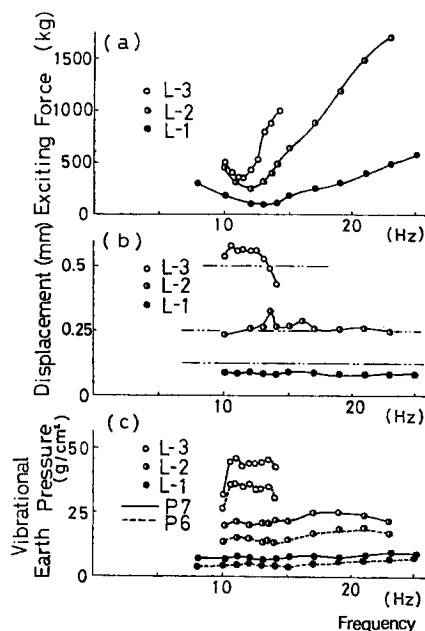 (a)
Exciting Force (kg)
1500
1000
500
0
L-3
L-2
L-1
10
20
(Hz)
(b)
Displacement (mm)
0.5
0.25
0
L-3
L-2
L-1
10
20
(Hz)
(c)
Vibrational
Earth Pressure
(g/cm²)
50
25
0
L-3
L-2
L-1
P7
P6
10
20
(Hz)
Frequency